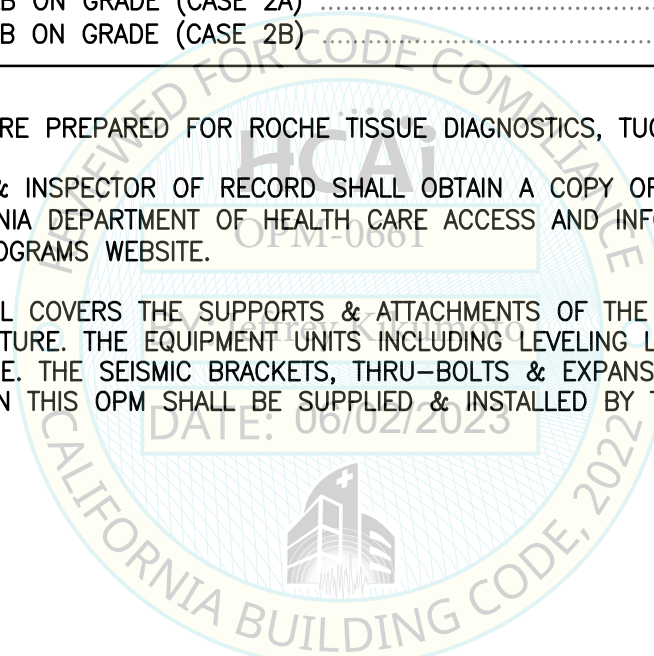 B ON GRADE (CASE 2A)
B ON GRADE (CASE 2B)
RE PREPARED FOR ROCHE TISSUE DIAGNOSTICS, TUC
& INSPECTOR OF RECORD SHALL OBTAIN A COPY OF
NIA DEPARTMENT OF HEALTH CARE ACCESS AND INFO
OGRAMS WEBSITE.
L COVERS THE SUPPORTS & ATTACHMENTS OF THE
TURE. THE EQUIPMENT UNITS INCLUDING LEVELING L
E. THE SEISMIC BRACKETS, THRU-BOLTS & EXPANS
N THIS OPM SHALL BE SUPPLIED & INSTALLED BY T
REVIEWED FOR CODE COMPLIANCE
HCAi
OPM-0661
BY: Jeffrey Kikumoto
DATE: 06/02/2023
CALIFORNIA BUILDING CODE, 2022